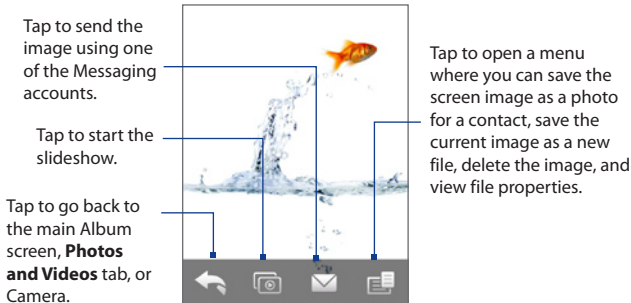 Tap to send the
image using one
of the Messaging
accounts.
Tap to start the
slideshow.
Tap to go back to
the main Album
screen, Photos
and Videos tab, or
Camera.
Tap to open a menu
where you can save the
screen image as a photo
for a contact, save the
current image as a new
file, delete the image, and
view file properties.